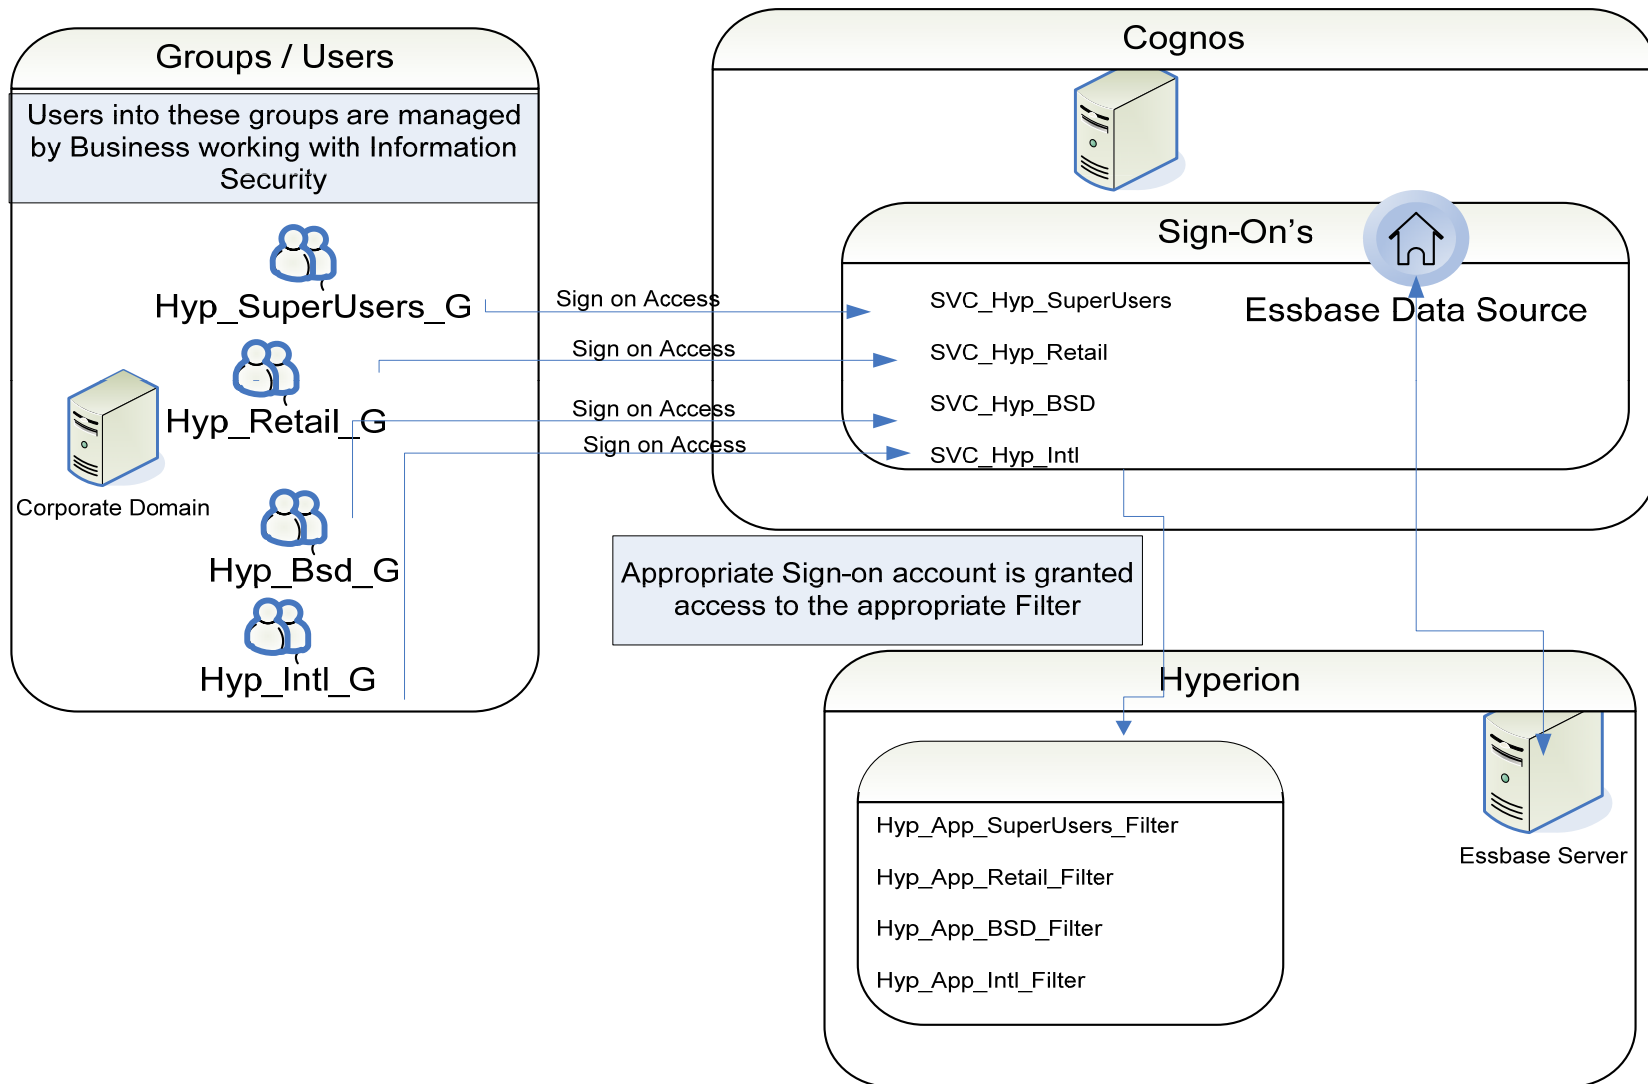 Groups / Users
Users into these groups are managed
by Business working with Information
Security
Hyp_SuperUsers_G
Hyp_Retail_G
Corporate Domain
Hyp_Bsd_G
Hyp_Intl_G
Sign on Access
Sign on Access
Sign on Access
Sign on Access
Cognos
Sign-On's
Essbase Data Source
SVC_Hyp_SuperUsers
SVC_Hyp_Retail
SVC_Hyp_BSD
SVC_Hyp_Intl
Appropriate Sign-on account is granted
access to the appropriate Filter
Hyperion
Hyp_App_SuperUsers_Filter
Hyp_App_Retail_Filter
Hyp_App_BSD_Filter
Hyp_App_Intl_Filter
Essbase Server